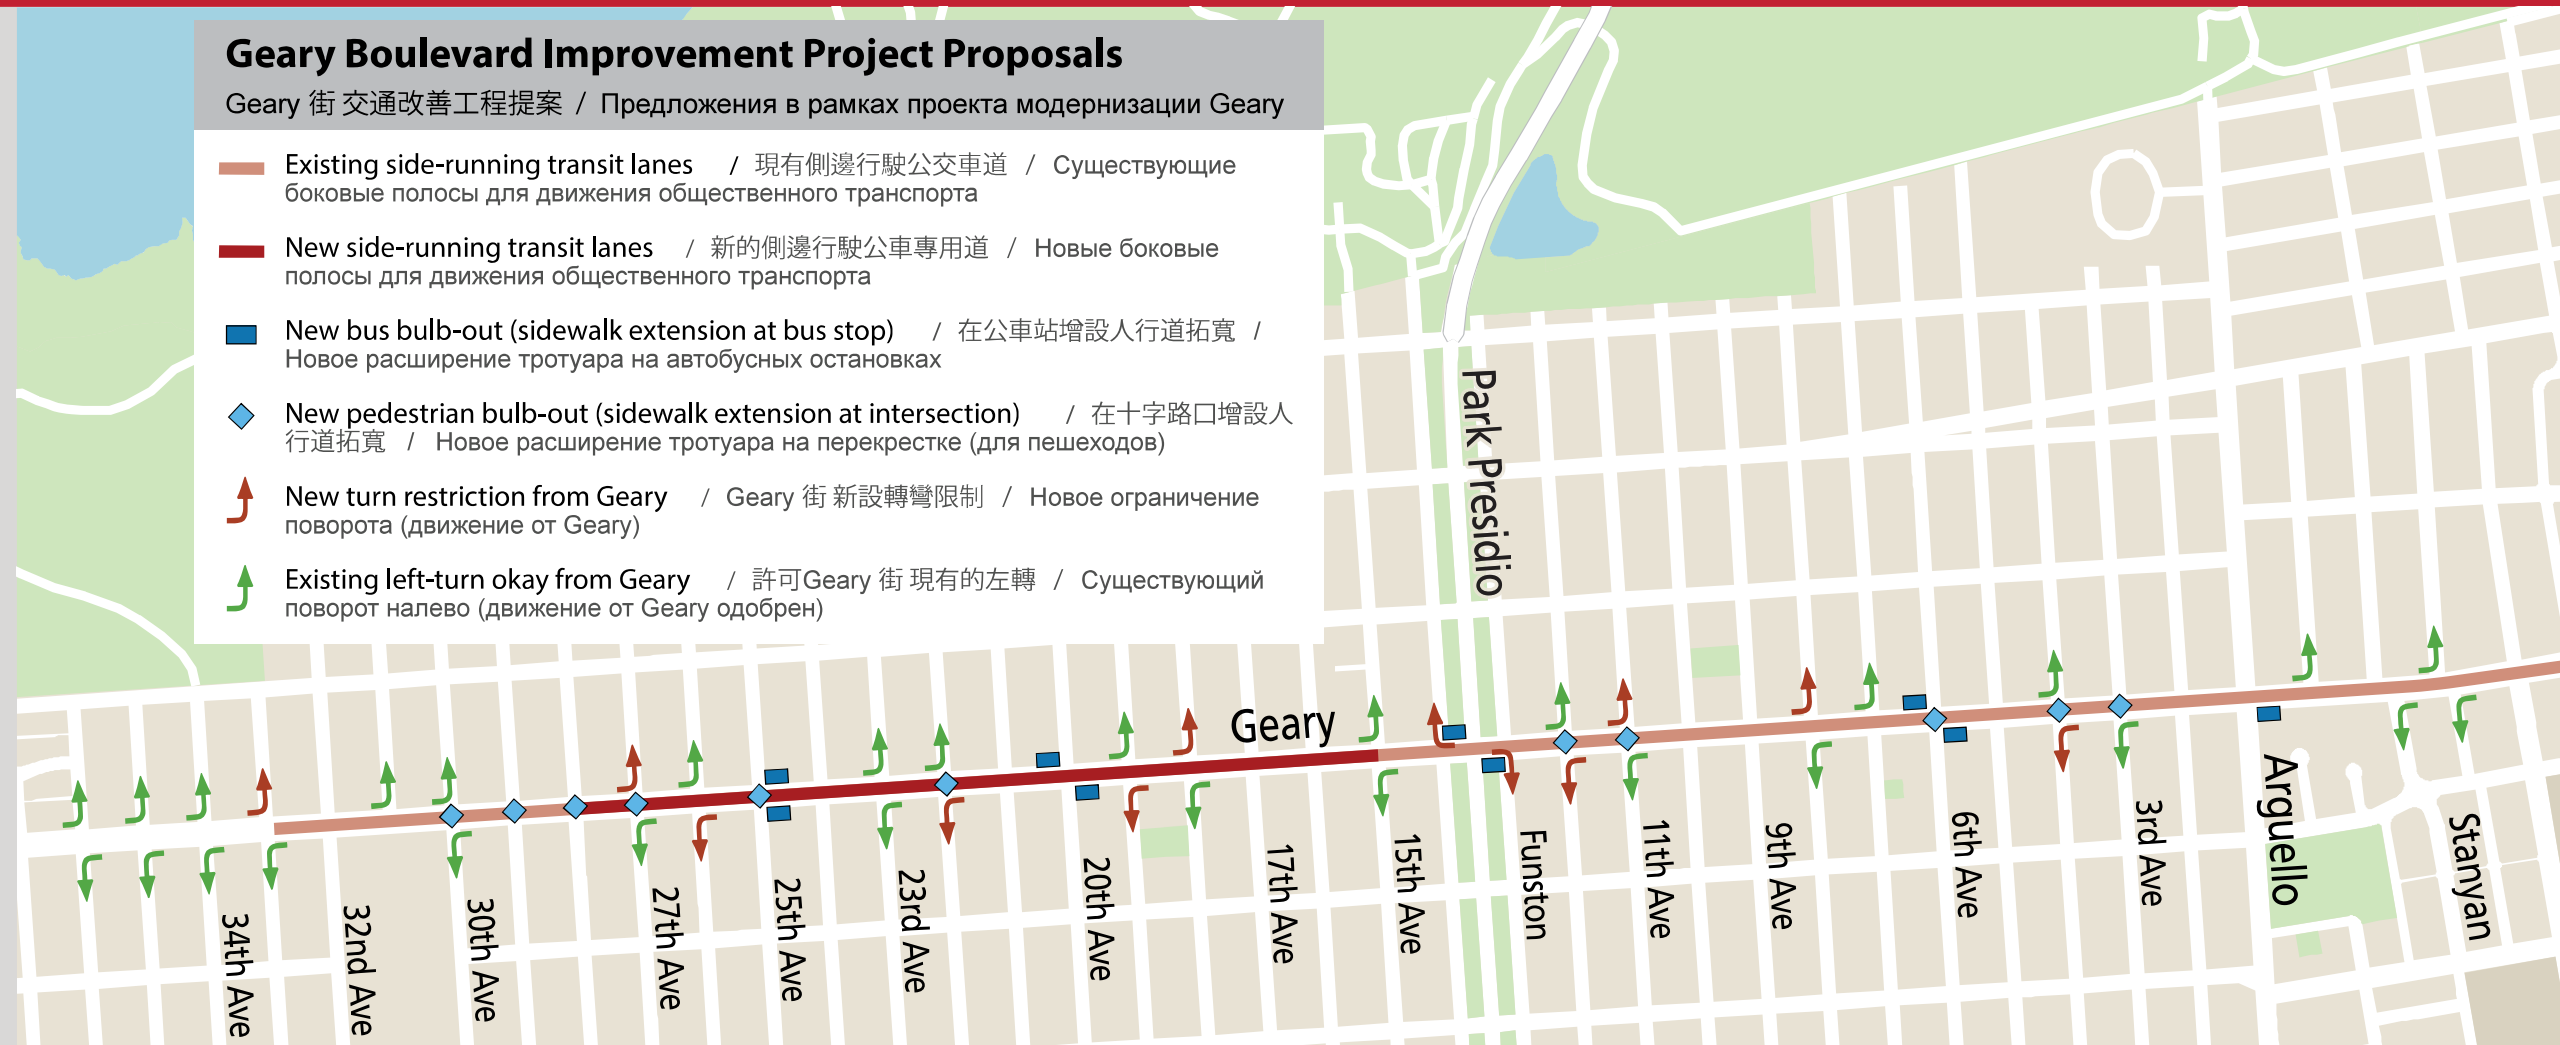 Geary Boulevard Improvement Project Proposals
Geary 街 交通改善工程提案 / Предложения в рамках проекта модернизации Geary
Existing side-running transit lanes / 現有側邊行駛公交車道 / Существующие
боковые полосы для движения общественного транспорта
New side-running transit lanes / 新的側邊行駛公車專用道 / Новые боковые
полосы для движения общественного транспорта
New bus bulb-out (sidewalk extension at bus stop) / 在公車站增設人行道拓寬 /
Новое расширение тротуара на автобусных остановках
New pedestrian bulb-out (sidewalk extension at intersection) / 在十字路口增設人
行道拓寬 / Новое расширение тротуара на перекрестке (для пешеходов)
New turn restriction from Geary / Geary 街 新設轉彎限制 / Новое ограничение
поворота (движение от Geary)
Existing left-turn okay from Geary / 許可Geary 街 現有的左轉 / Существующий
поворот налево (движение от Geary одобрен)
Park Presidio
Geary
34th Ave
32nd Ave
30th Ave
27th Ave
25th Ave
23rd Ave
20th Ave
17th Ave
15th Ave
Funston
11th Ave
9th Ave
6th Ave
3rd Ave
Arguello
Stanyan